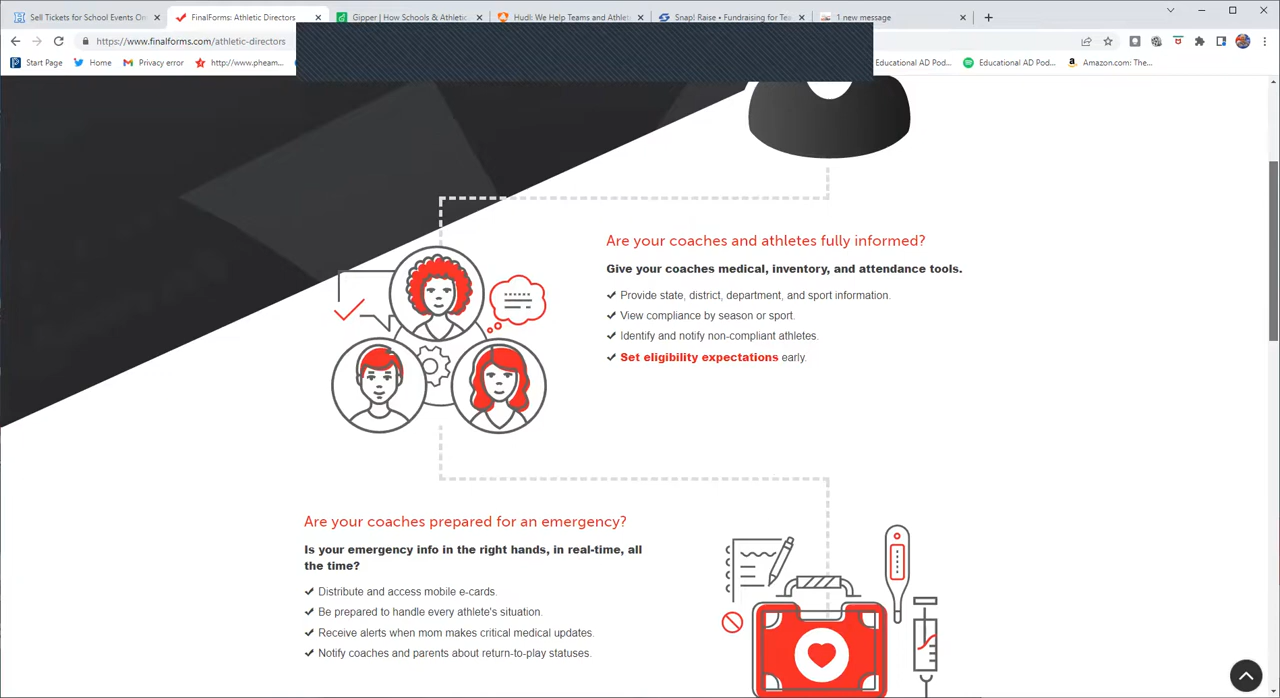 Sell Tickets for School Events On
FinalForms: Athletic Directors
Gipper | How Schools & Athletic
Hudl: We Help Teams and Athlet
Snap! Raise • Fundraising for Te
1 new message
https://www.finalforms.com/athletic-directors
Start Page
Home
Privacy error
http://www.pheam...
Educational AD Pod...
Educational AD Pod...
Amazon.com: The...
Are your coaches and athletes fully informed?
Give your coaches medical, inventory, and attendance tools.
Provide state, district, department, and sport information.
View compliance by season or sport.
Identify and notify non-compliant athletes.
Set eligibility expectations early.
Are your coaches prepared for an emergency?
Is your emergency info in the right hands, in real-time, all
the time?
Distribute and access mobile e-cards.
Be prepared to handle every athlete's situation.
Receive alerts when mom makes critical medical updates.
Notify coaches and parents about return-to-play statuses.